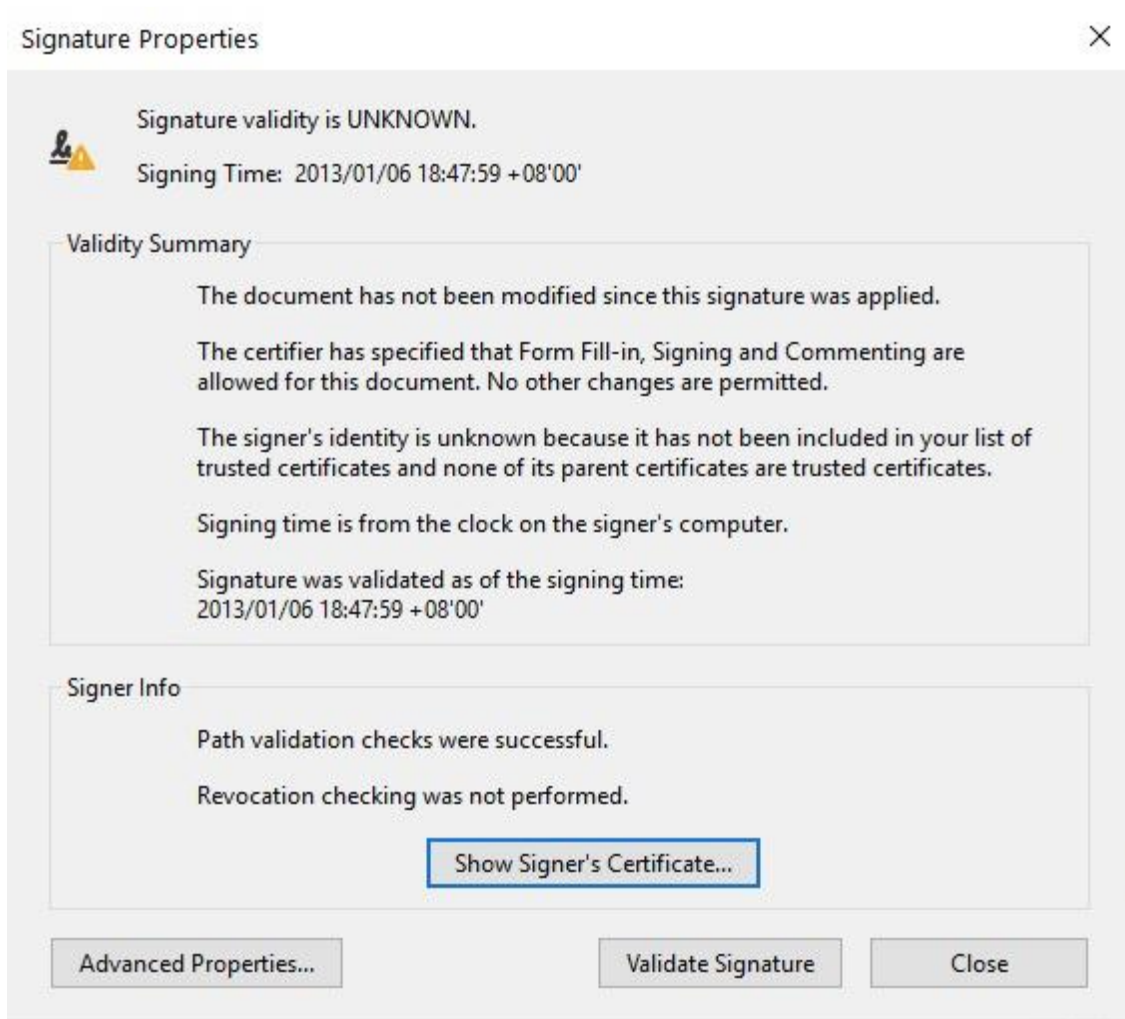 Signature Properties
Signature validity is UNKNOWN.
Signing Time: 2013/01/06 18:47:59 +08'00'
Validity Summary
The document has not been modified since this signature was applied.
The certifier has specified that Form Fill-in, Signing and Commenting are
allowed for this document. No other changes are permitted.
The signer's identity is unknown because it has not been included in your list of
trusted certificates and none of its parent certificates are trusted certificates.
Signing time is from the clock on the signer's computer.
Signature was validated as of the signing time:
2013/01/06 18:47:59 +08'00'
Signer Info
Path validation checks were successful.
Revocation checking was not performed.
Show Signer's Certificate...
Advanced Properties...
Validate Signature
Close